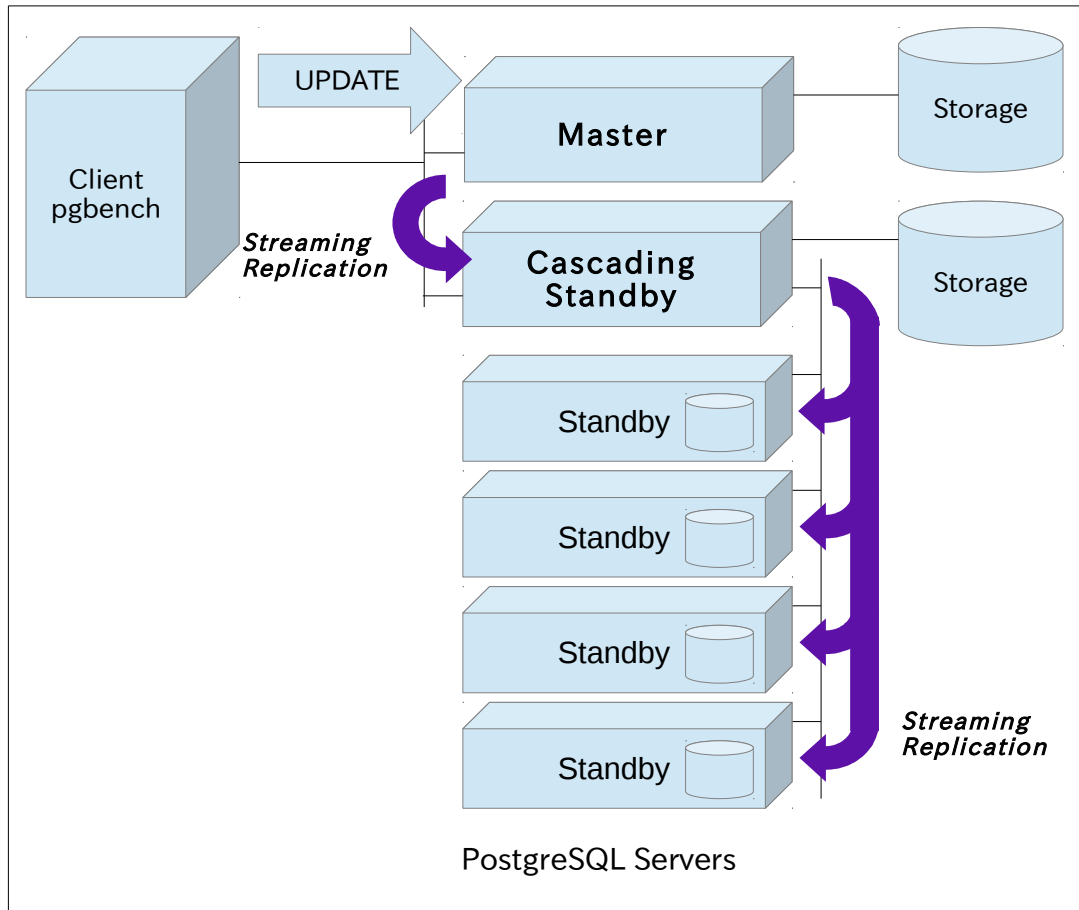 UPDATE
Master
Storage
Client
pgbench
Streaming
Replication
Cascading
Standby
Storage
Standby
Standby
Standby
Standby
Streaming
Replication
PostgreSQL Servers